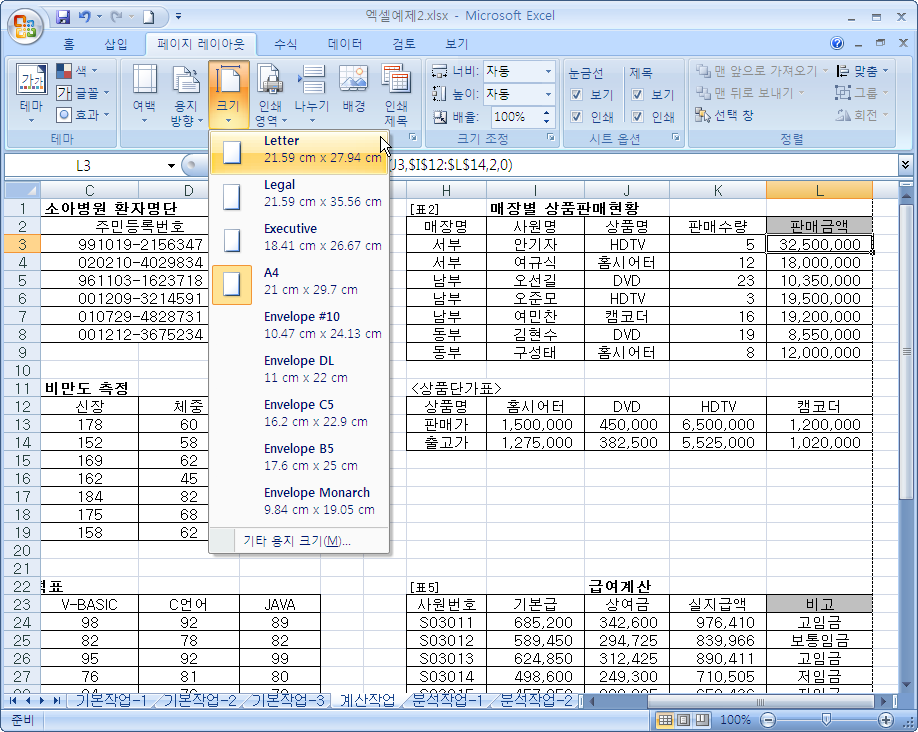 엑셀예제2.xlsx - Microsoft Excel
홈 삽입 페이지 레이아웃 수식 데이터 검토 보기
테마 색 글꼴 효과
테마
여백 용지 방향 크기 인쇄 영역 나누기 배경 인쇄 제목
너비: 자동
높이: 자동
배율: 100%
크기 조정
눈금선 제목
보기 보기
인쇄 인쇄
시트 옵션
맨 앞으로 가져오기 맞춤
맨 뒤로 보내기 그룹
선택 창 회전
정렬
L3 J3,$I$12:$L$14,2,0)
Letter
21.59 cm x 27.94 cm
Legal
21.59 cm x 35.56 cm
Executive
18.41 cm x 26.67 cm
A4
21 cm x 29.7 cm
Envelope #10
10.47 cm x 24.13 cm
Envelope DL
11 cm x 22 cm
Envelope C5
16.2 cm x 22.9 cm
Envelope B5
17.6 cm x 25 cm
Envelope Monarch
9.84 cm x 19.05 cm
기타 용지 크기(M)...
C D H I J K L
1 소아병원 환자명단 [표2] 매장별 상품판매현황
2 주민등록번호 매장명 사원명 상품명 판매수량 판매금액
3 991019-2156347 서부 안기자 HDTV 5 32,500,000
4 020210-4029834 서부 여규식 홈시어터 12 18,000,000
5 961103-1623718 남부 오선길 DVD 23 10,350,000
6 001209-3214591 남부 오준모 HDTV 3 19,500,000
7 010729-4828731 남부 여민찬 캠코더 16 19,200,000
8 001212-3675234 동부 김현수 DVD 19 8,550,000
9 동부 구성태 홈시어터 8 12,000,000
10
11 비만도 측정 <상품단가표>
12 신장 체중 상품명 홈시어터 DVD HDTV 캠코더
13 178 60 판매가 1,500,000 450,000 6,500,000 1,200,000
14 152 58 출고가 1,275,000 382,500 5,525,000 1,020,000
15 169 62
16 162 45
17 184 82
18 175 68
19 158 62
20
21
22 [표5] 급여계산
23 V-BASIC C언어 JAVA 사원번호 기본급 상여금 실지급액 비고
24 98 92 89 S03011 685,200 342,600 976,410 고임금
25 82 78 82 S03012 589,450 294,725 839,966 보통임금
26 95 92 99 S03013 624,850 312,425 890,411 고임금
27 76 81 80 S03014 498,600 249,300 710,505 저임금
기본작업-1 기본작업-2 기본작업-3 계산작업 분석작업-1 분석작업-2
준비 100%